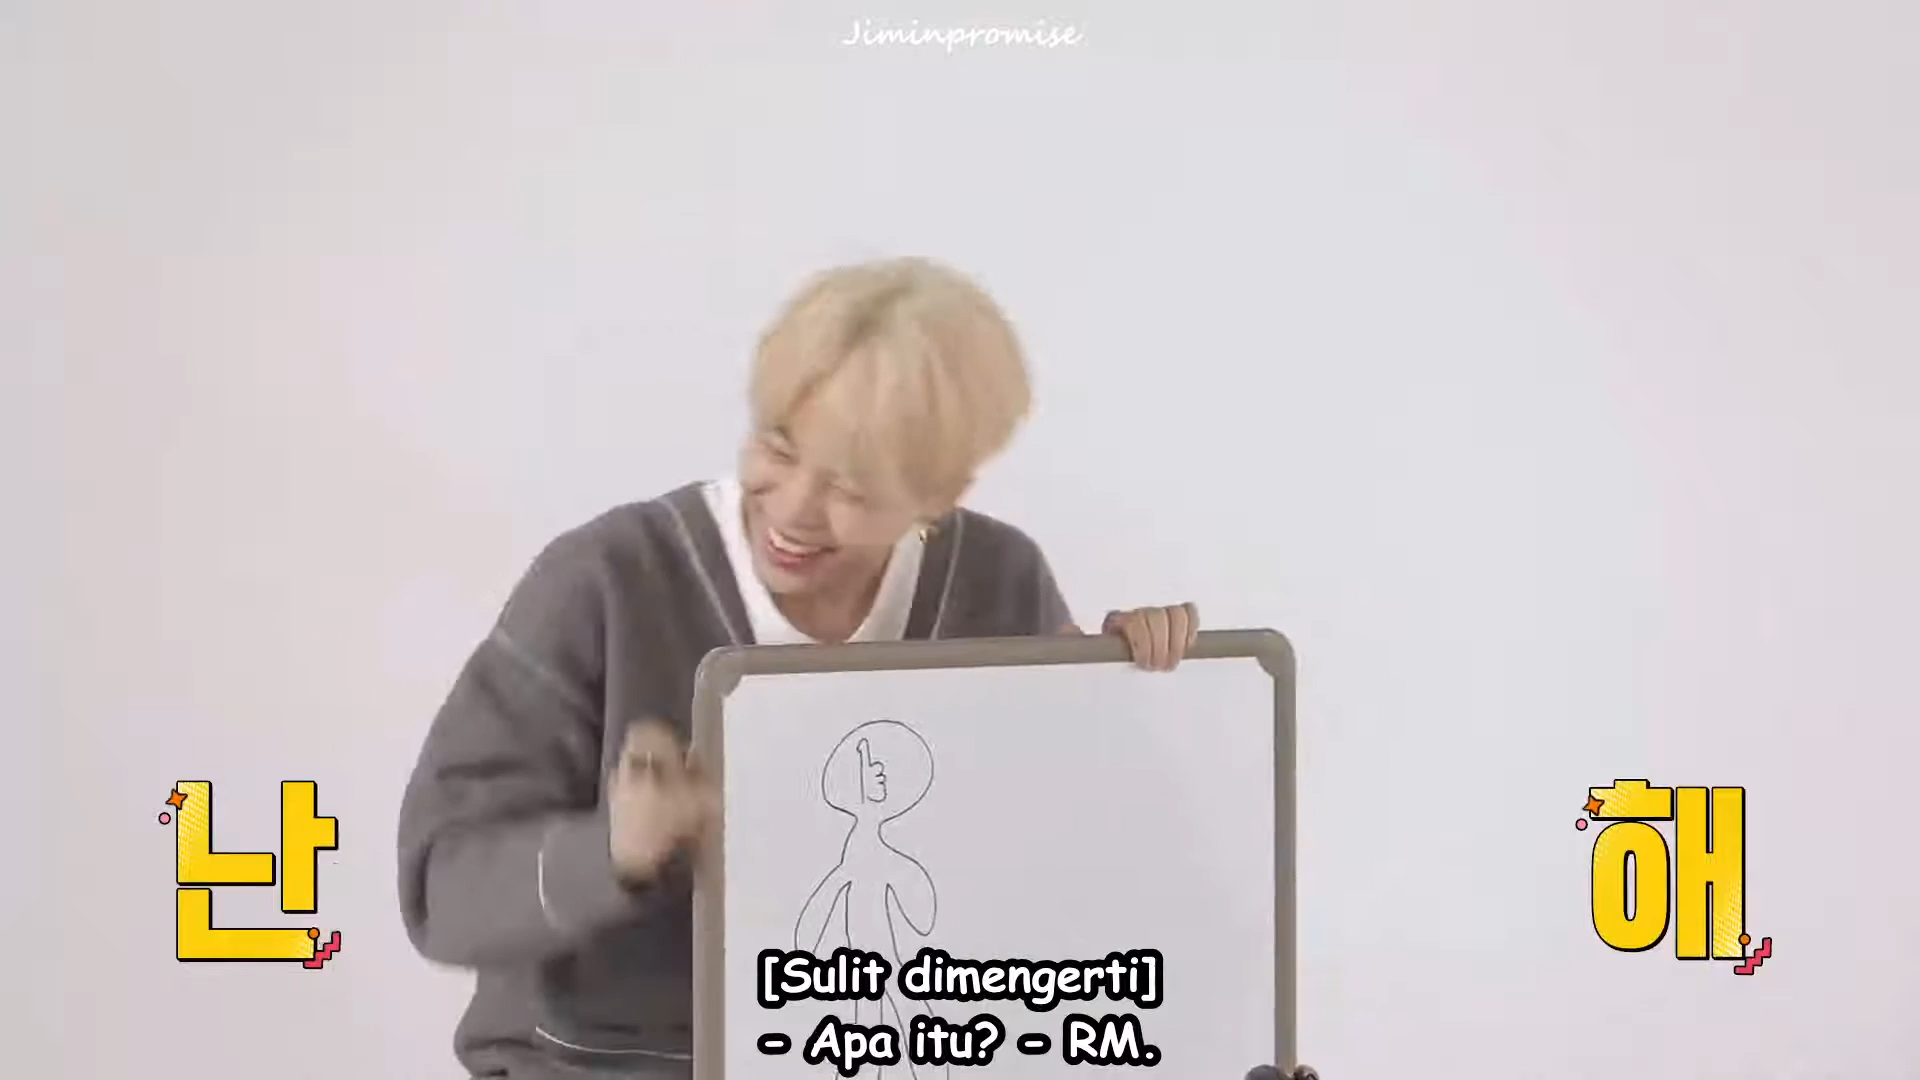 Jiminpromise
난 해
[Sulit dimengerti]
- Apa itu? - RM.